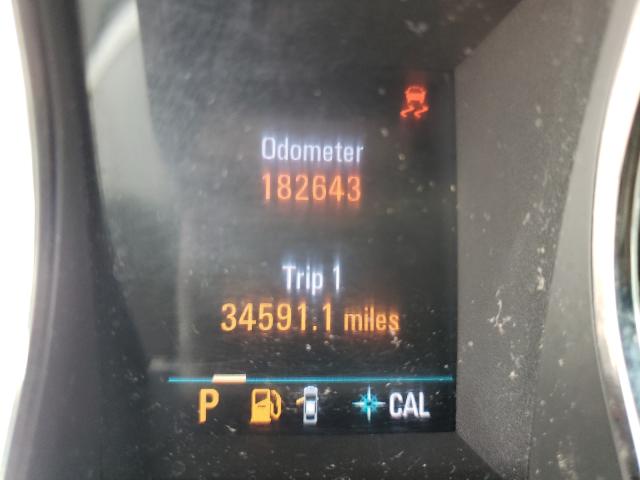 Odometer
182643
Trip 1
34591.1 miles
P CAL